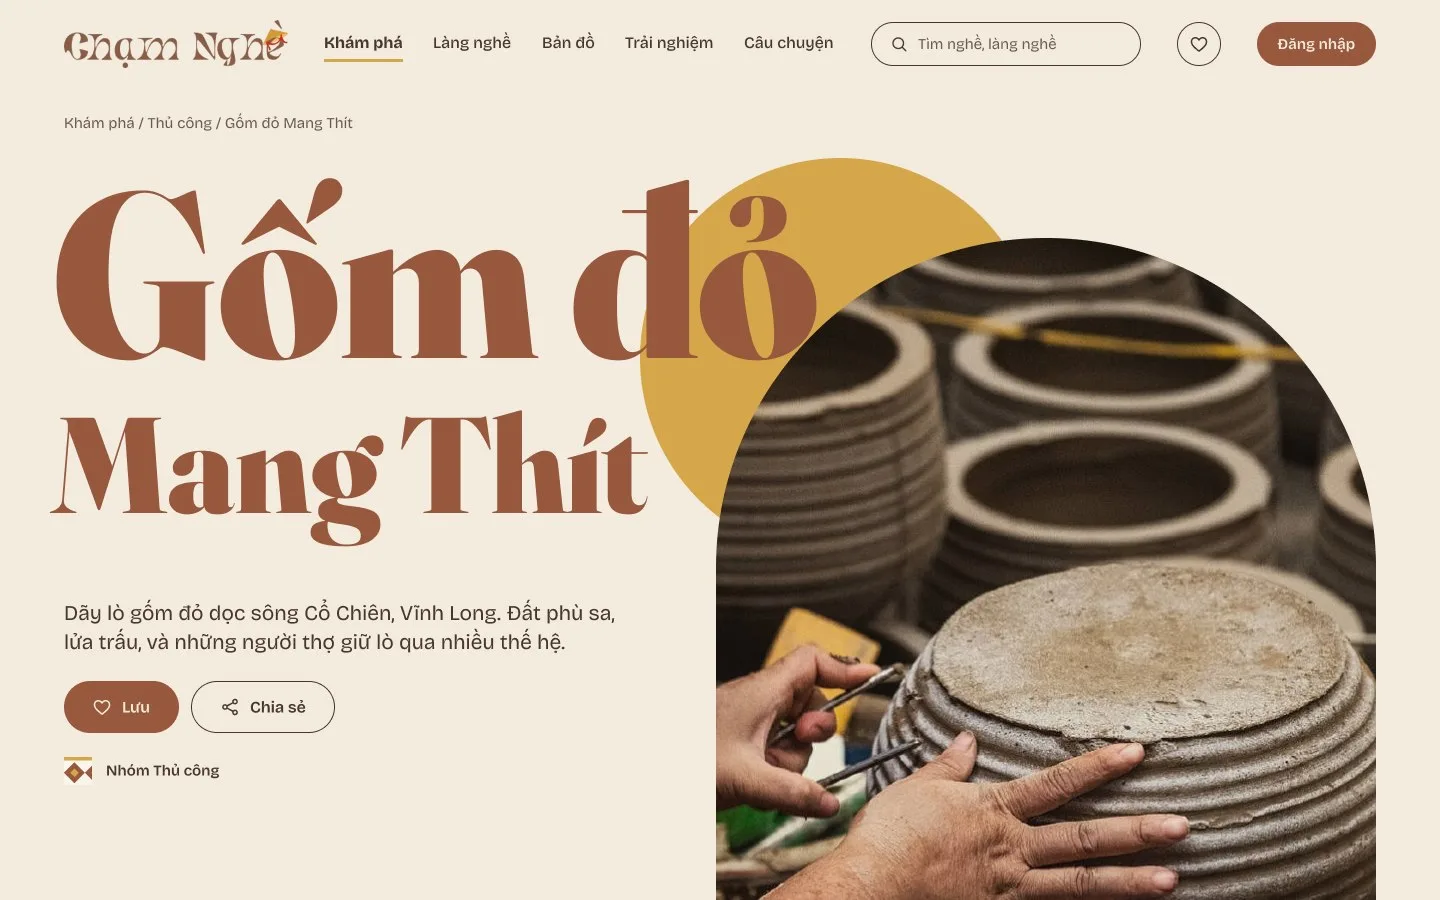 Chạm Nghề
Khám phá
Làng nghề
Bản đồ
Trải nghiệm
Câu chuyện
Tìm nghề, làng nghề
Đăng nhập
Khám phá / Thủ công / Gốm đỏ Mang Thít
Gốm đỏ
Mang Thít
Dãy lò gốm đỏ dọc sông Cổ Chiên, Vĩnh Long. Đất phù sa,
lửa trấu, và những người thợ giữ lò qua nhiều thế hệ.
Lưu
Chia sẻ
Nhóm Thủ công